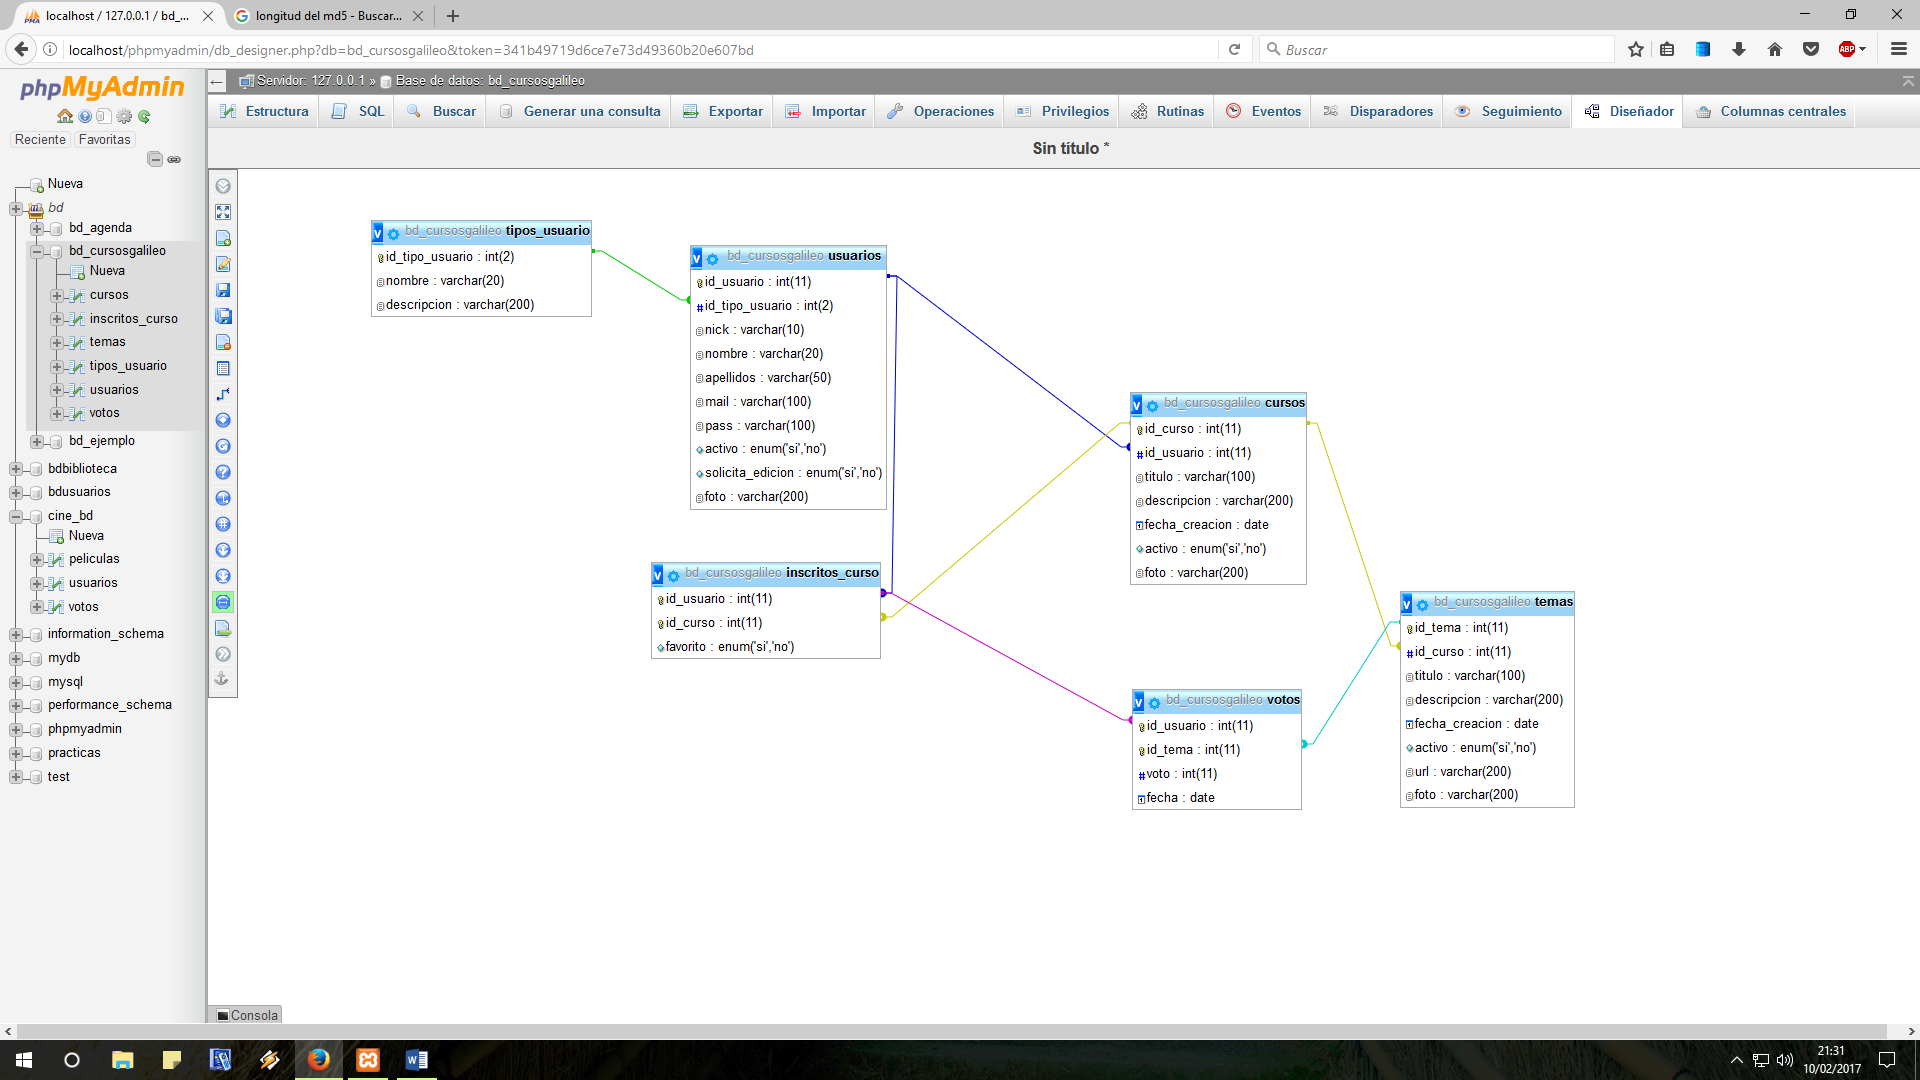 localhost / 127.0.0.1 / bd_...
longitud del md5 - Buscar...
localhost/phpmyadmin/db_designer.php?db=bd_cursosgalileo&token=341b49719d6ce7e73d49360b20e607bd
Buscar
ABP
phpMyAdmin
Reciente Favoritas
Nueva
bd
bd_agenda
bd_cursosgalileo
Nueva
cursos
inscritos_curso
temas
tipos_usuario
usuarios
votos
bd_ejemplo
bdbiblioteca
bdusuarios
cine_bd
Nueva
peliculas
usuarios
votos
information_schema
mydb
mysql
performance_schema
phpmyadmin
practicas
test
Servidor: 127.0.0.1 » Base de datos: bd_cursosgalileo
Estructura SQL Buscar Generar una consulta Exportar Importar Operaciones Privilegios Rutinas Eventos Disparadores Seguimiento Diseñador Columnas centrales
Sin título *
v bd_cursosgalileo tipos_usuario
id_tipo_usuario : int(2)
nombre : varchar(20)
descripcion : varchar(200)
v bd_cursosgalileo usuarios
id_usuario : int(11)
#id_tipo_usuario : int(2)
nick : varchar(10)
nombre : varchar(20)
apellidos : varchar(50)
mail : varchar(100)
pass : varchar(100)
activo : enum('si','no')
solicita_edicion : enum('si','no')
foto : varchar(200)
v bd_cursosgalileo cursos
id_curso : int(11)
#id_usuario : int(11)
titulo : varchar(100)
descripcion : varchar(200)
fecha_creacion : date
activo : enum('si','no')
foto : varchar(200)
v bd_cursosgalileo inscritos_curso
id_usuario : int(11)
id_curso : int(11)
favorito : enum('si','no')
v bd_cursosgalileo temas
id_tema : int(11)
#id_curso : int(11)
titulo : varchar(100)
descripcion : varchar(200)
fecha_creacion : date
activo : enum('si','no')
url : varchar(200)
foto : varchar(200)
v bd_cursosgalileo votos
id_usuario : int(11)
id_tema : int(11)
#voto : int(11)
fecha : date
Consola
21:31
10/02/2017